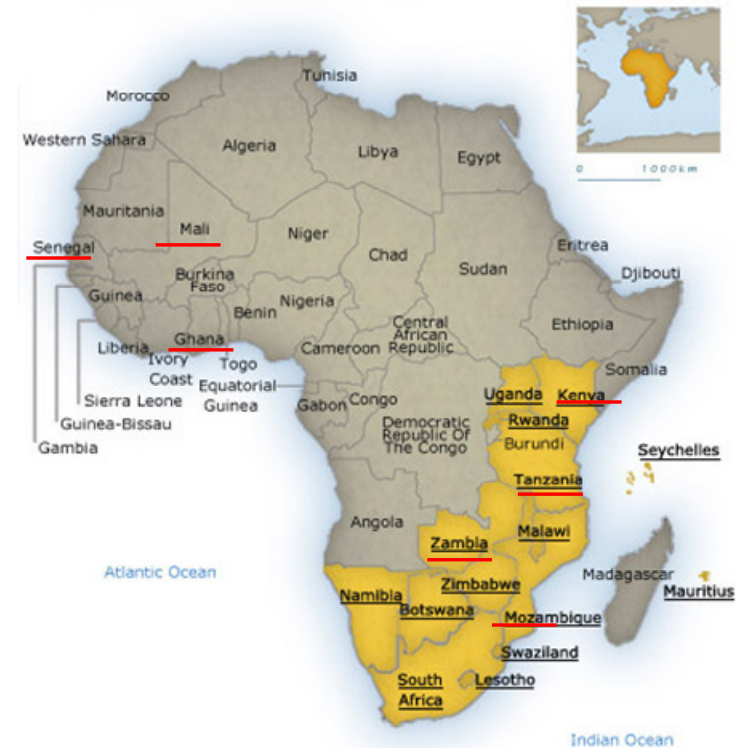 Tunisia
Morocco
Western Sahara
Algeria
Libya
Egypt
0 1000km
Mauritania
Mali
Niger
Senegal
Chad
Sudan
Eritrea
Djibouti
Burkina
Faso
Guinea
Nigeria
Benin
Ethiopia
Central
African
Republic
Ghana
Liberia
Cameroon
Ivory
Coast
Togo
Somalia
Equatorial
Guinea
Sierra Leone
Gabon
Congo
Uganda
Kenya
Guinea-Bissau
Rwanda
Democratic
Republic Of
The Congo
Burundi
Gambia
Seychelles
Tanzania
Angola
Malawi
Zambia
Atlantic Ocean
Madagascar
Zimbabwe
Mauritius
Namibia
Botswana
Mozambique
Swaziland
South
Africa
Lesotho
Indian Ocean